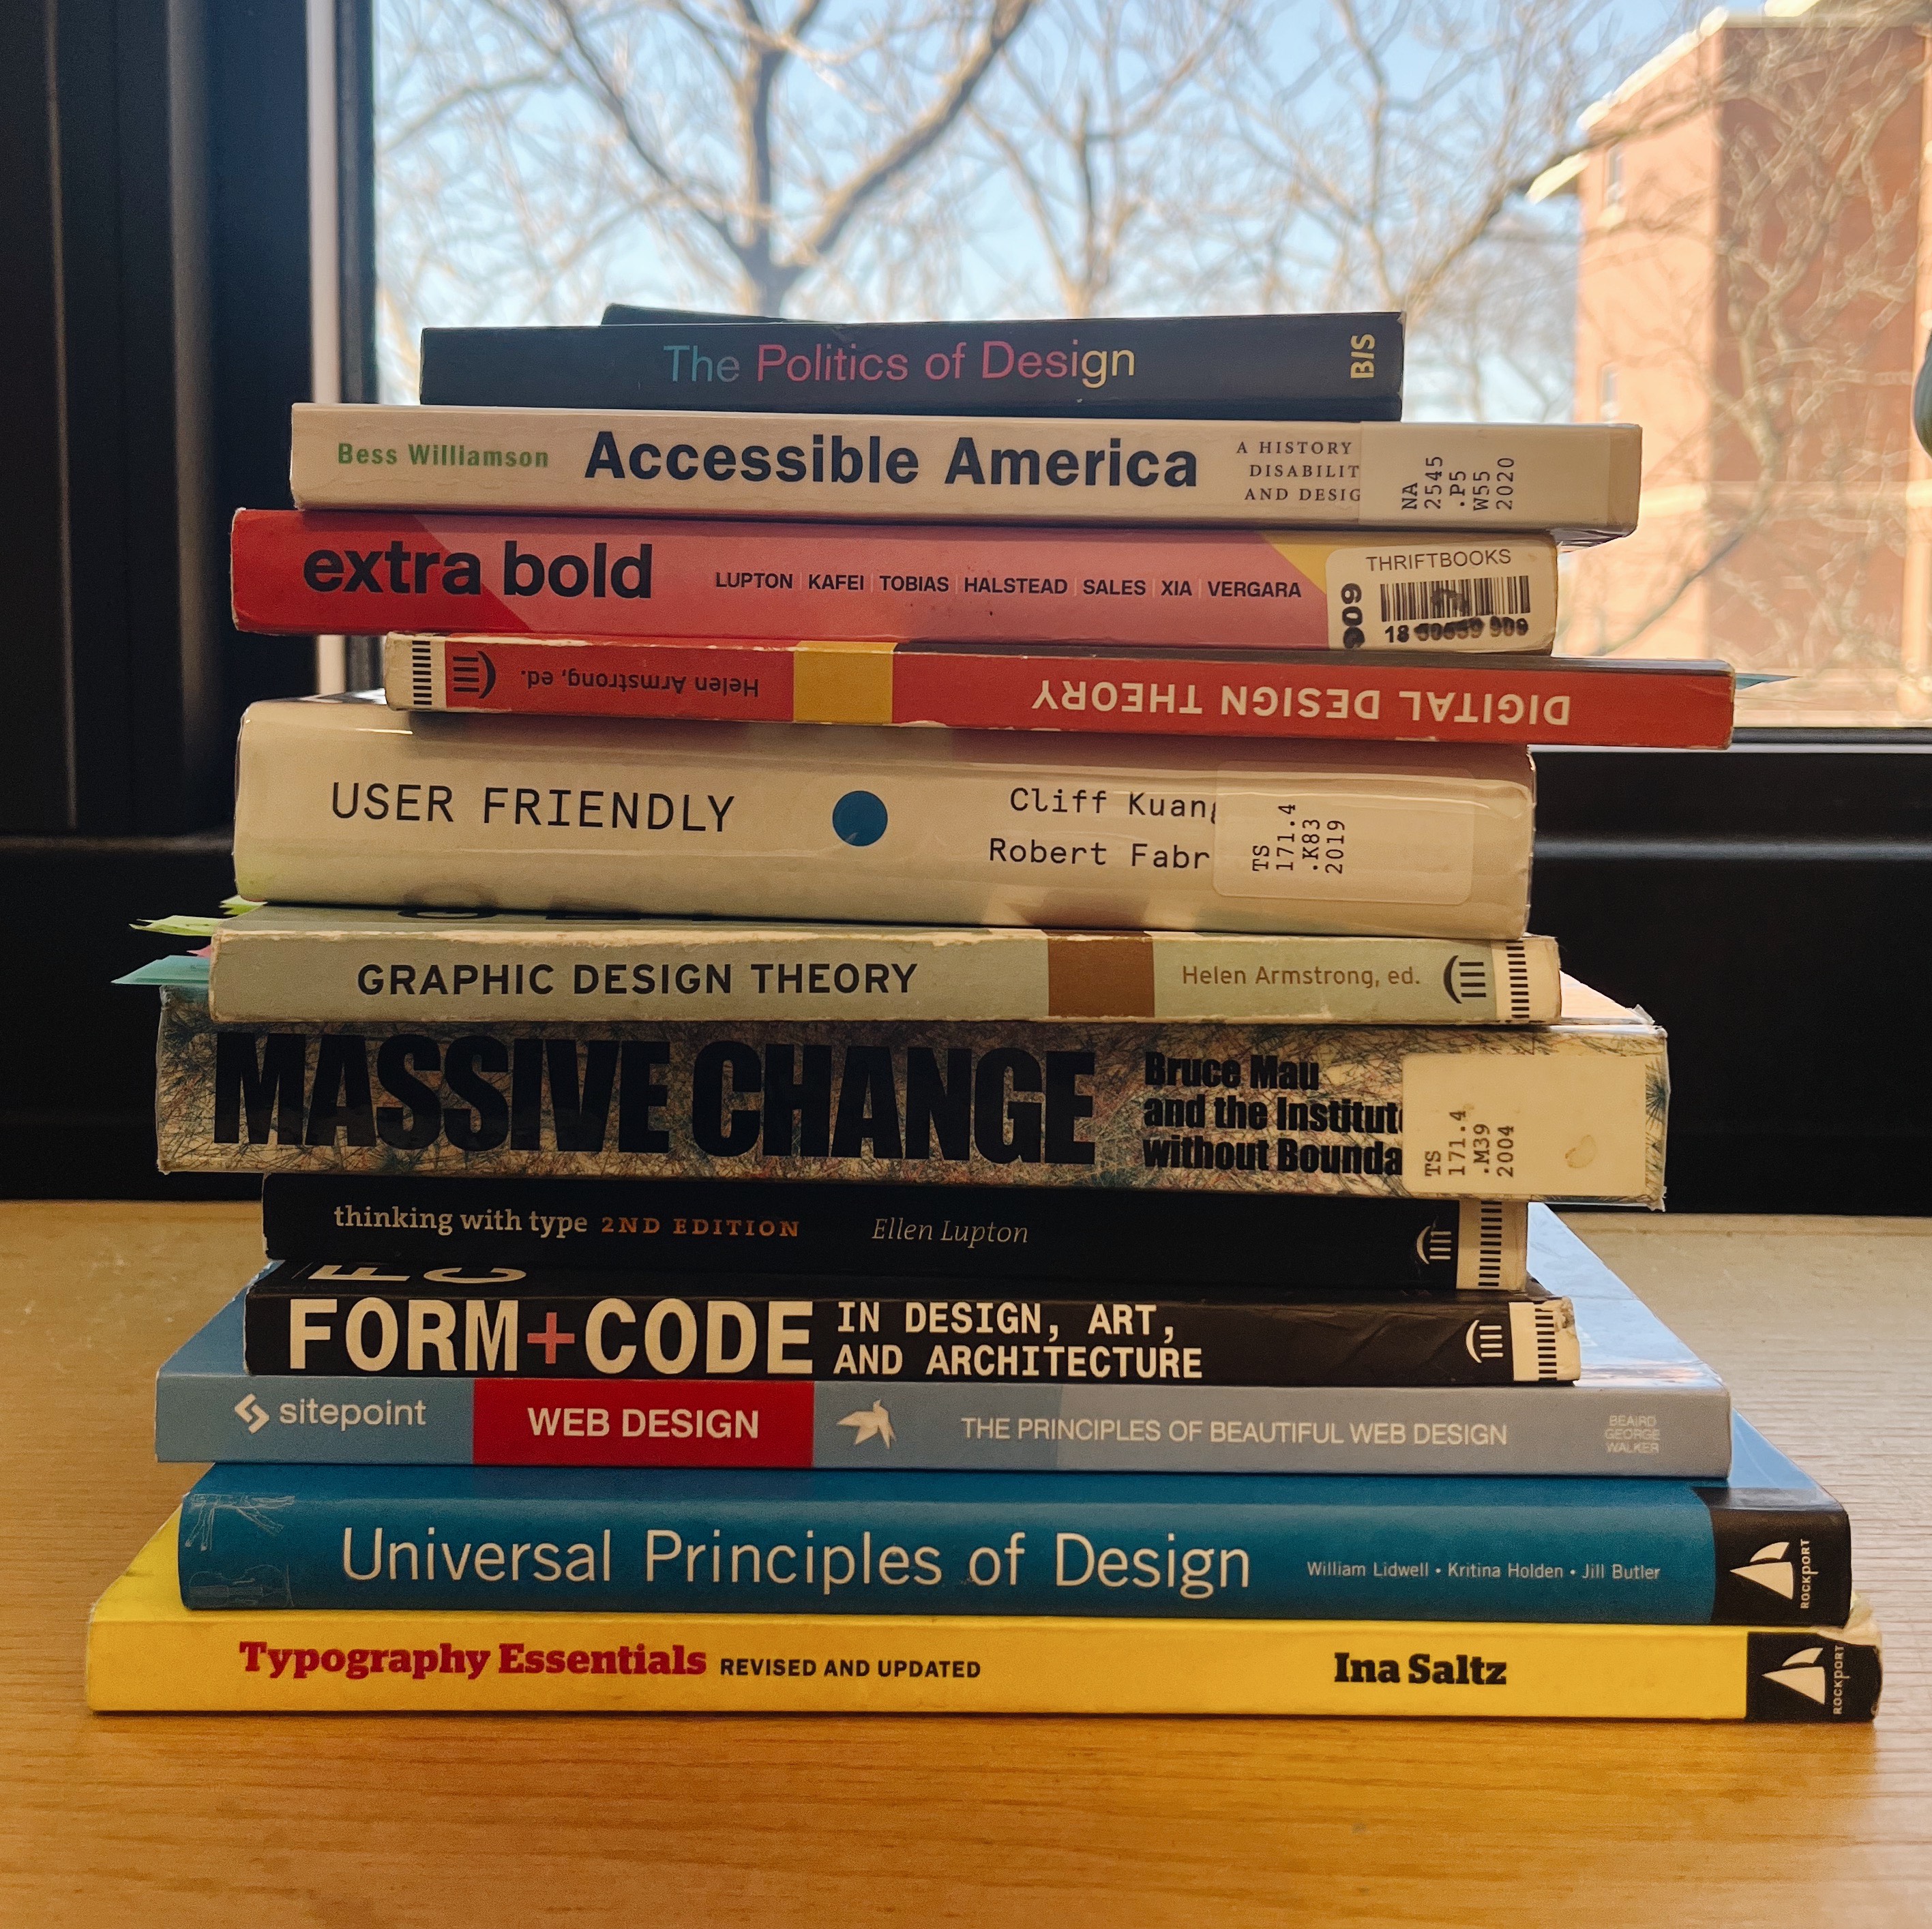 The Politics of Design
BIS
Bess Williamson
Accessible America
A HISTORY
DISABILIT
AND DESIG
NA
2545
.P5
W55
2020
extra bold
LUPTON KAFEI TOBIAS HALSTEAD SALES XIA VERGARA
THRIFTBOOKS
909
18 909
DIGITAL DESIGN THEORY
Helen Armstrong, ed.
USER FRIENDLY
Cliff Kuang
Robert Fabr
TS
171.4
.K83
2019
GRAPHIC DESIGN THEORY
Helen Armstrong, ed.
MASSIVE CHANGE
Bruce Mau
and the Institut
without Bounda
TS
171.4
.M39
2004
thinking with type 2ND EDITION
Ellen Lupton
FORM+CODE
IN DESIGN, ART,
AND ARCHITECTURE
sitepoint
WEB DESIGN
THE PRINCIPLES OF BEAUTIFUL WEB DESIGN
BEAIRD
GEORGE
WALKER
Universal Principles of Design
William Lidwell • Kritina Holden • Jill Butler
ROCKPORT
Typography Essentials REVISED AND UPDATED
Ina Saltz
ROCKPORT